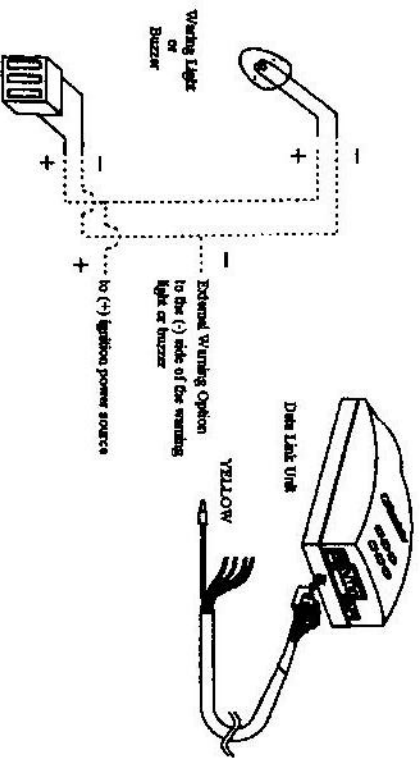 Data Link Unit
YELLOW
External Warning Option
to the (-) side of the warning
light or buzzer
to (+) ignition power source
Waring Light
or
Buzzer
-
+
-
+
-
+